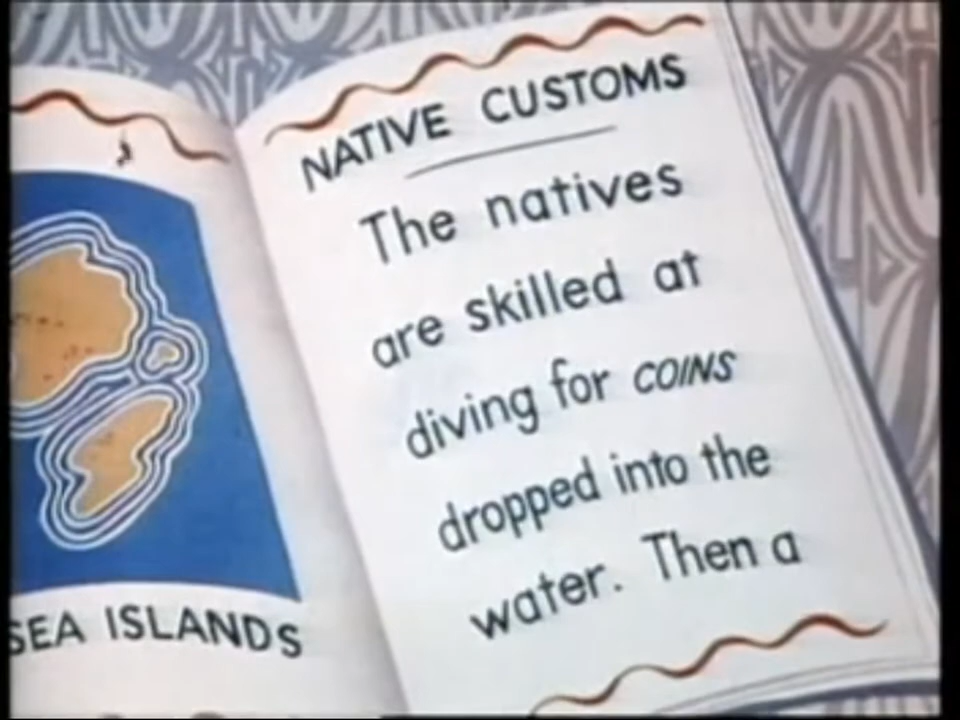 SEA ISLANDS
NATIVE CUSTOMS
The natives
are skilled at
diving for COINS
dropped into the
water. Then a